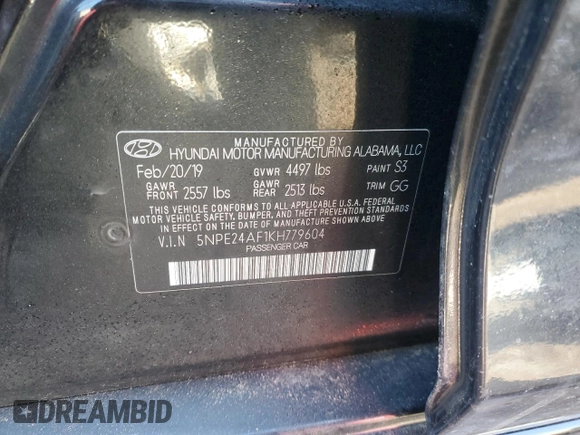 MANUFACTURED BY
HYUNDAI MOTOR MANUFACTURING ALABAMA, LLC
Feb/20/19 GVWR 4497 lbs PAINT S3
GAWR FRONT 2557 lbs GAWR REAR 2513 lbs TRIM GG
THIS VEHICLE CONFORMS TO ALL APPLICABLE U.S.A. FEDERAL
MOTOR VEHICLE SAFETY, BUMPER, AND THEFT PREVENTION STANDARDS
IN EFFECT ON THE DATE OF MANUFACTURE SHOWN ABOVE.
V.I.N 5NPE24AF1KH779604
PASSENGER CAR
DREAMBID